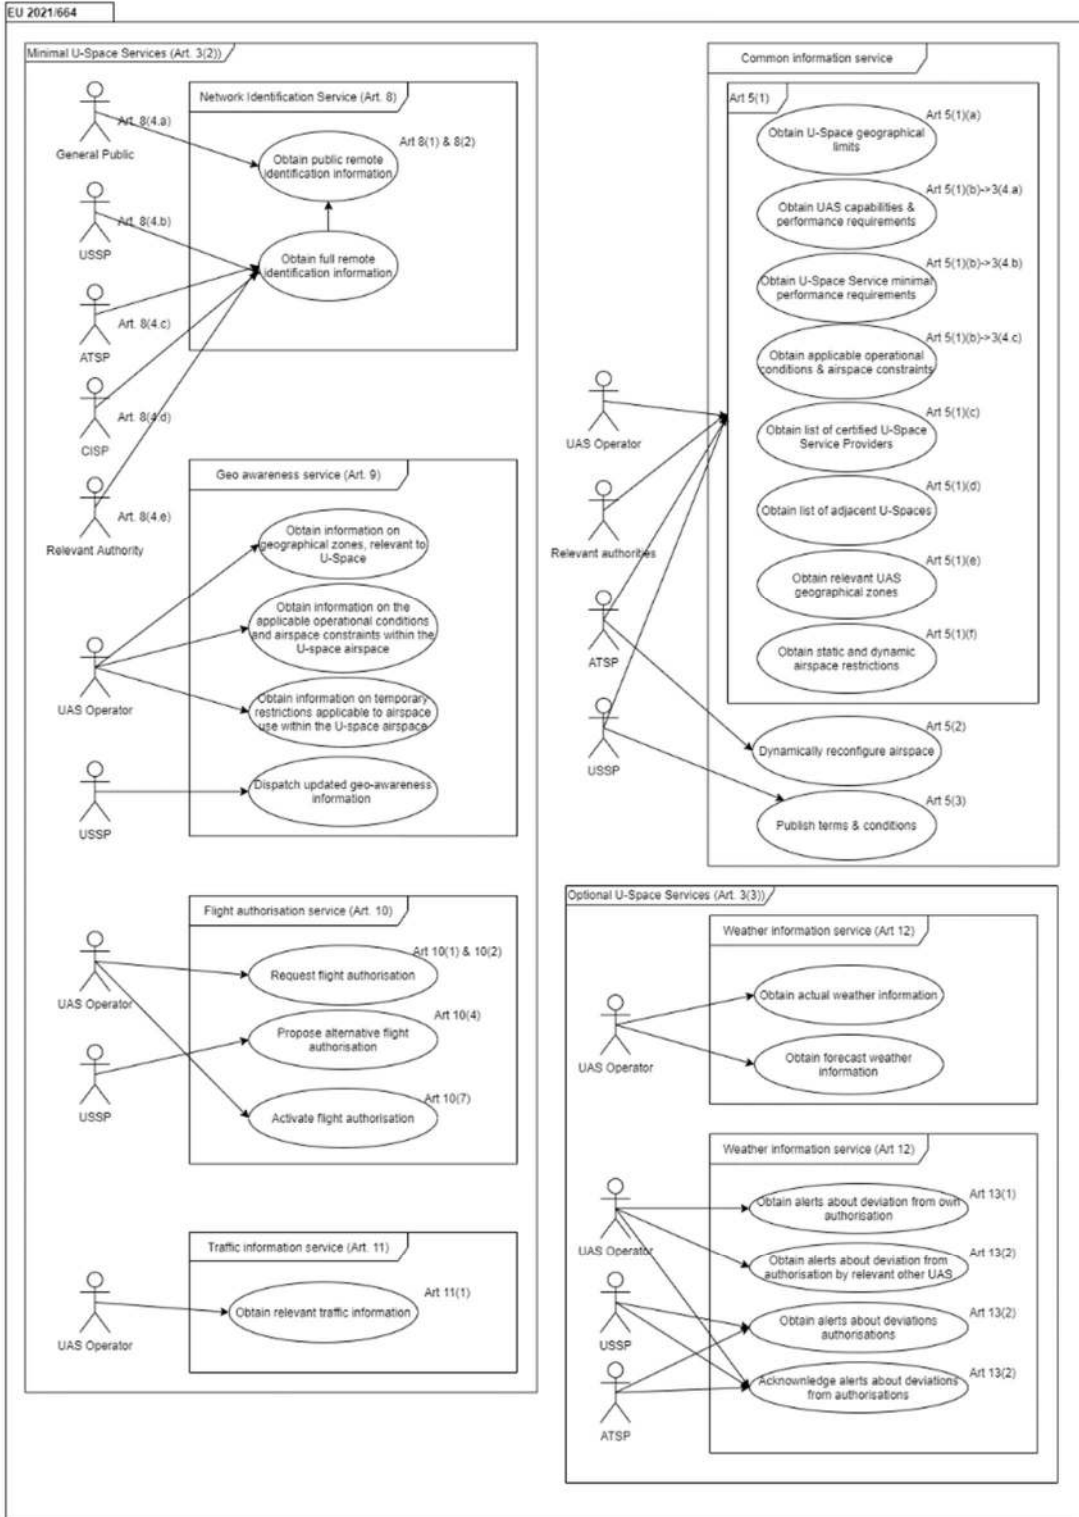 EU 2021/664
Minimal U-Space Services (Art. 3(2))
Network Identification Service (Art. 8)
General Public
Art. 8(4.a)
Obtain public remote
identification information
Art 8(1) & 8(2)
USSP
Art. 8(4.b)
Obtain full remote
identification information
ATSP
Art. 8(4.c)
CISP
Art. 8(4.d)
Relevant Authority
Art. 8(4.e)
Geo awareness service (Art. 9)
Obtain information on
geographical zones, relevant to
U-Space
Obtain information on the
applicable operational conditions
and airspace constraints within the
U-space airspace
UAS Operator
Obtain information on temporary
restrictions applicable to airspace
use within the U-space airspace
USSP
Dispatch updated geo-awareness
information
Flight authorisation service (Art. 10)
UAS Operator
Art 10(1) & 10(2)
Request flight authorisation
Art 10(4)
Propose alternative flight
authorisation
USSP
Art 10(7)
Activate flight authorisation
Traffic information service (Art. 11)
UAS Operator
Art 11(1)
Obtain relevant traffic information
Common information service
Art 5(1)
Art 5(1)(a)
Obtain U-Space geographical
limits
Art 5(1)(b)->3(4.a)
Obtain UAS capabilities &
performance requirements
Art 5(1)(b)->3(4.b)
Obtain U-Space Service minimal
performance requirements
Art 5(1)(b)->3(4.c)
Obtain applicable operational
conditions & airspace constraints
UAS Operator
Art 5(1)(c)
Obtain list of certified U-Space
Service Providers
Relevant authorities
Art 5(1)(d)
Obtain list of adjacent U-Spaces
Art 5(1)(e)
Obtain relevant UAS
geographical zones
ATSP
Art 5(1)(f)
Obtain static and dynamic
airspace restrictions
USSP
Art 5(2)
Dynamically reconfigure airspace
Art 5(3)
Publish terms & conditions
Optional U-Space Services (Art. 3(3))
Weather information service (Art 12)
Obtain actual weather information
UAS Operator
Obtain forecast weather
information
Weather information service (Art 12)
UAS Operator
Art 13(1)
Obtain alerts about deviation from own
authorisation
Art 13(2)
Obtain alerts about deviation from
authorisation by relevant other UAS
USSP
Art 13(2)
Obtain alerts about deviations
authorisations
ATSP
Art 13(2)
Acknownledge alerts about deviations
from authorisations